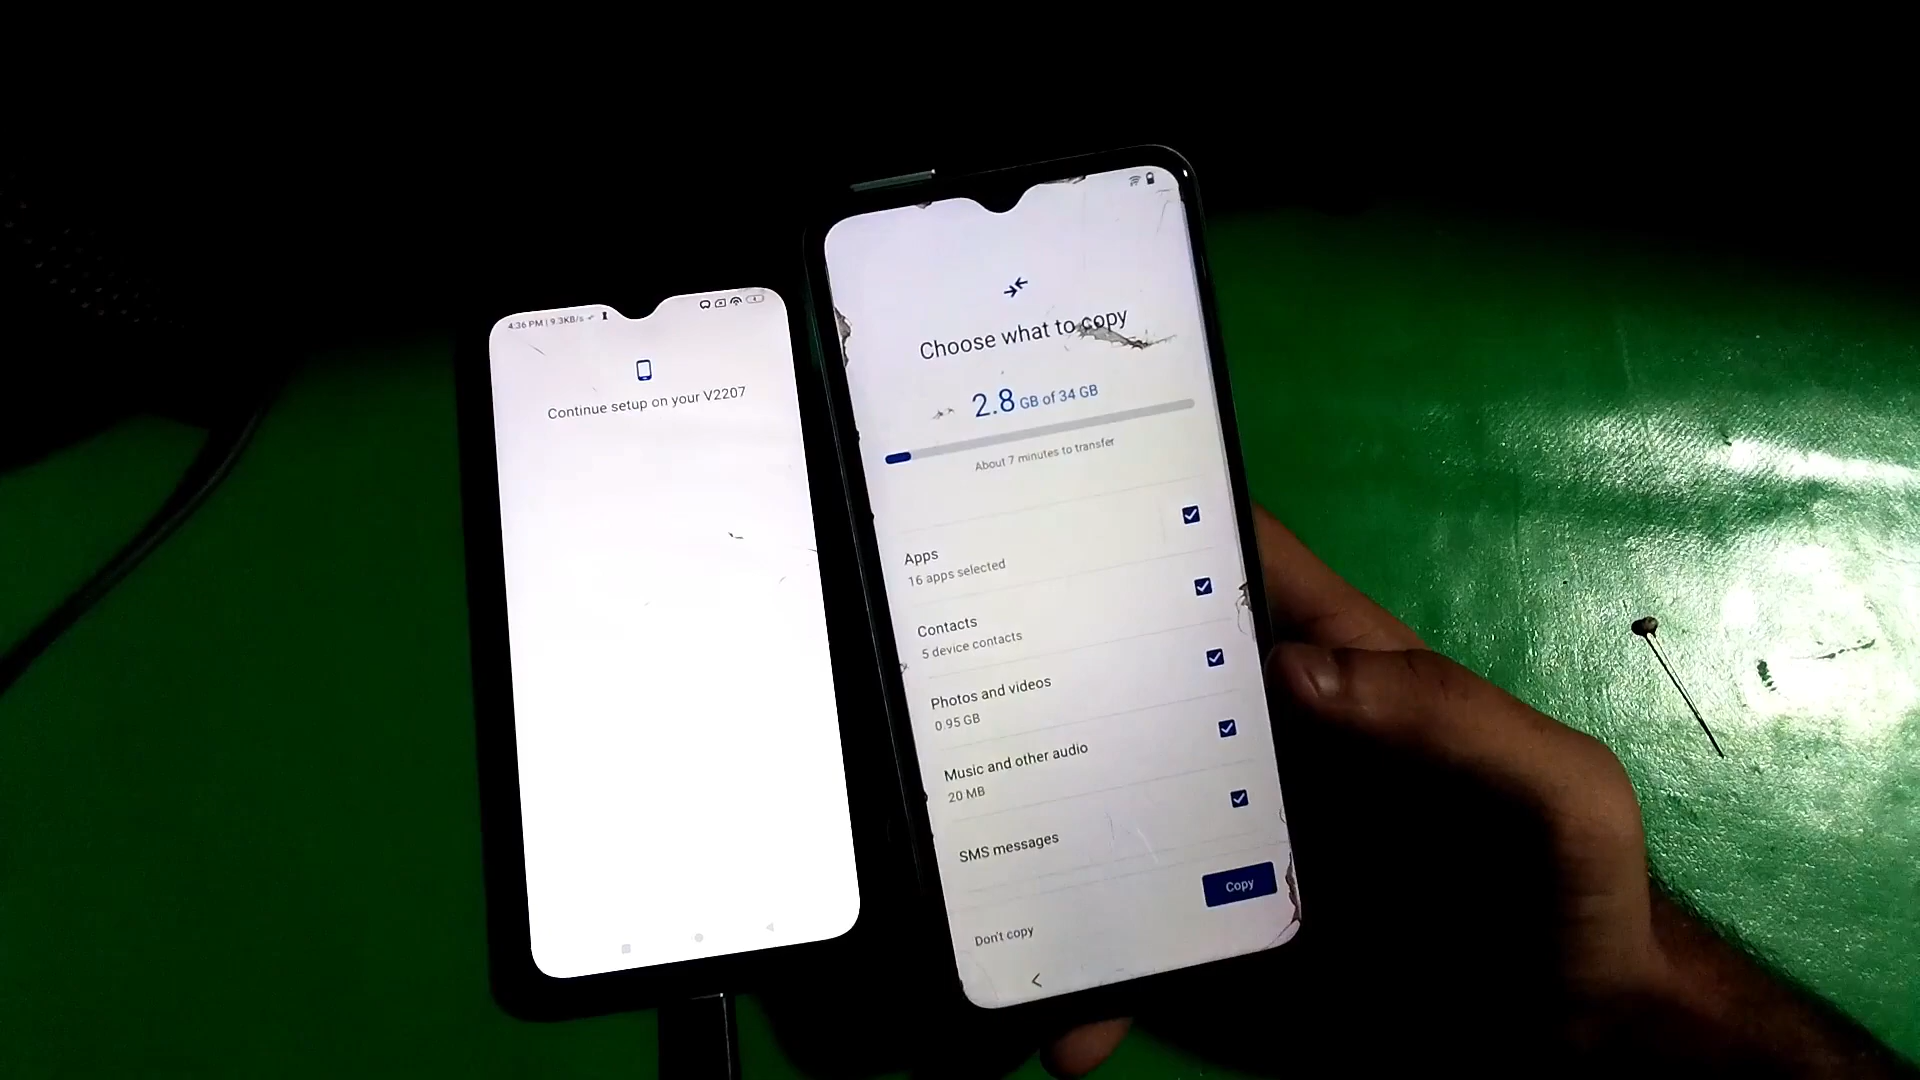 4:36 PM | 9.3KB/s
Continue setup on your V2207
Choose what to copy
2.8 GB of 34 GB
About 7 minutes to transfer
Apps
16 apps selected
Contacts
5 device contacts
Photos and videos
0.95 GB
Music and other audio
20 MB
SMS messages
Copy
Don't copy